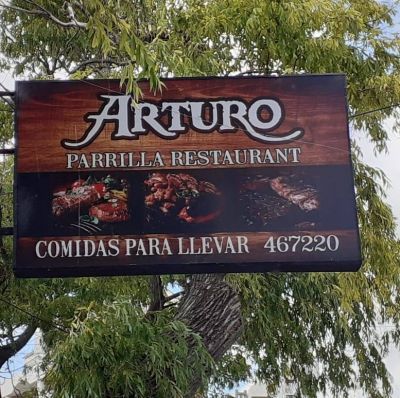 ARTURO
PARRILLA RESTAURANT
COMIDAS PARA LLEVAR 467220